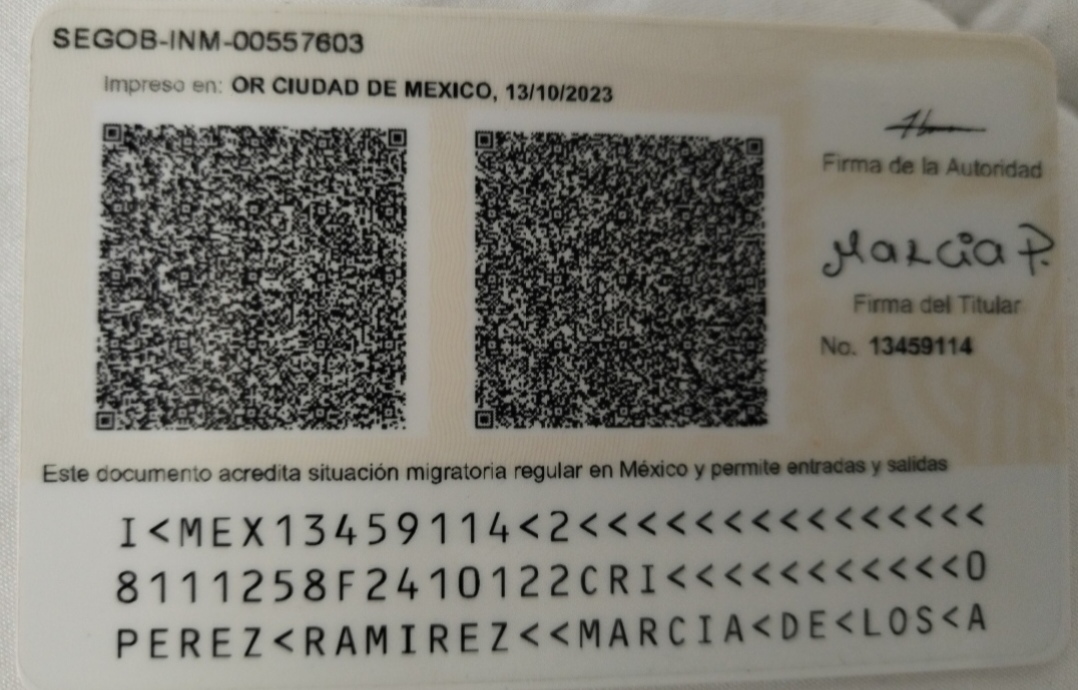 SEGOB-INM-00557603
Impreso en: OR CIUDAD DE MEXICO, 13/10/2023
Firma de la Autoridad
Marcia P.
Firma del Titular
No. 13459114
Este documento acredita situación migratoria regular en México y permite entradas y salidas
I<MEX13459114<2<<<<<<<<<<<<<<<
8111258F2410122CRI<<<<<<<<<<<0
PEREZ<RAMIREZ<<MARCIA<DE<LOS<A